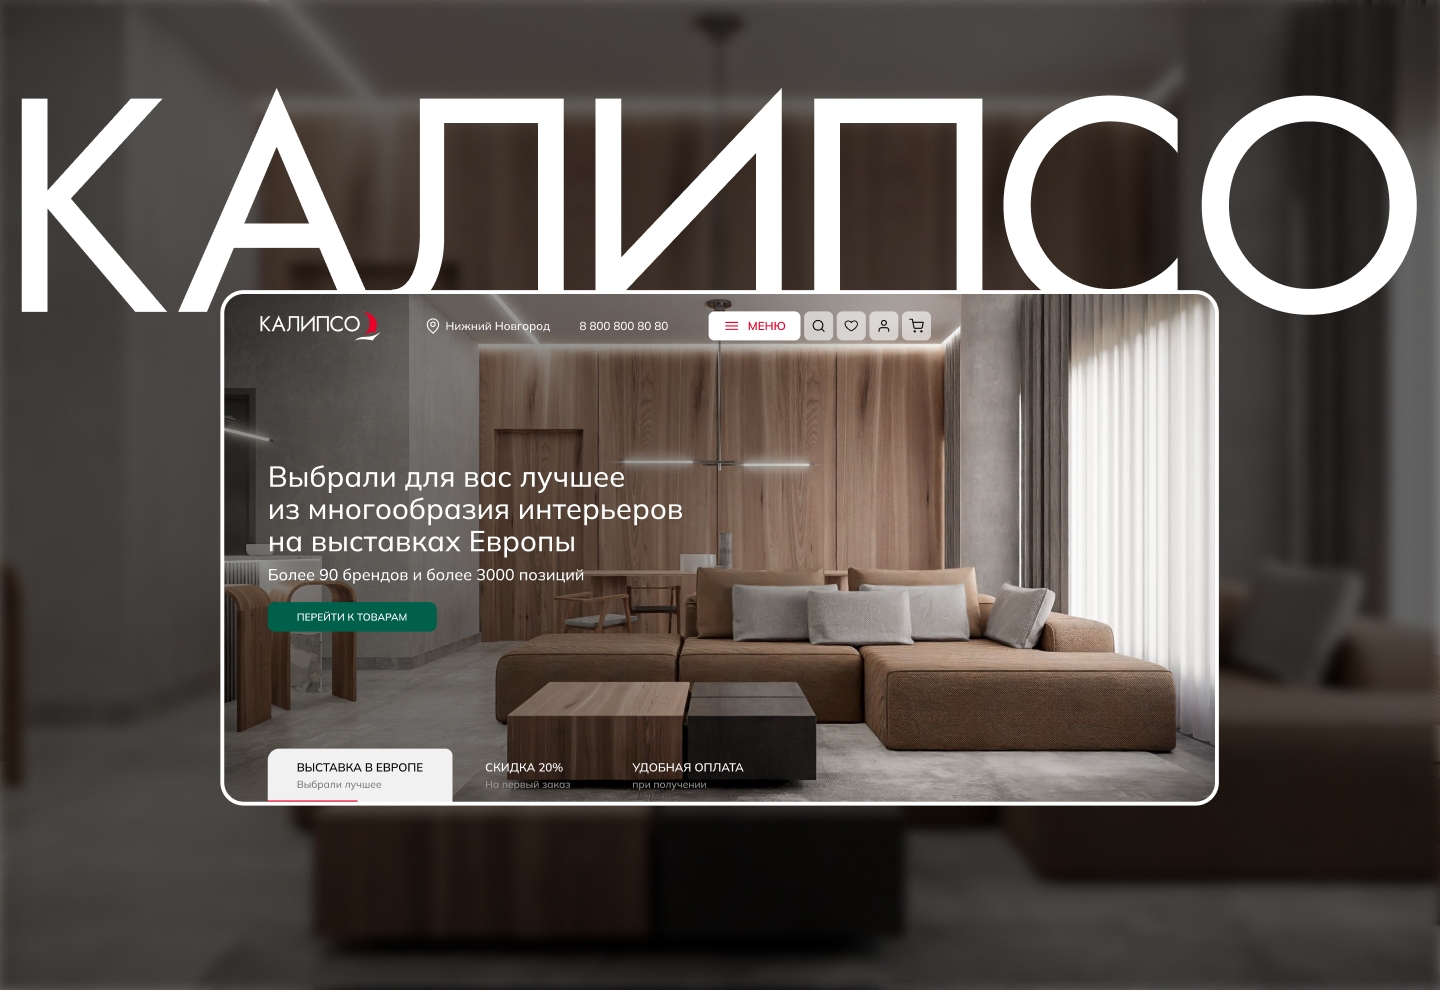 КАЛИПСО
КАЛИПСО
Нижний Новгород
8 800 800 80 80
МЕНЮ
Выбрали для вас лучшее
из многообразия интерьеров
на выставках Европы
Более 90 брендов и более 3000 позиций
ПЕРЕЙТИ К ТОВАРАМ
ВЫСТАВКА В ЕВРОПЕ
Выбрали лучшее
СКИДКА 20%
На первый заказ
УДОБНАЯ ОПЛАТА
при получении